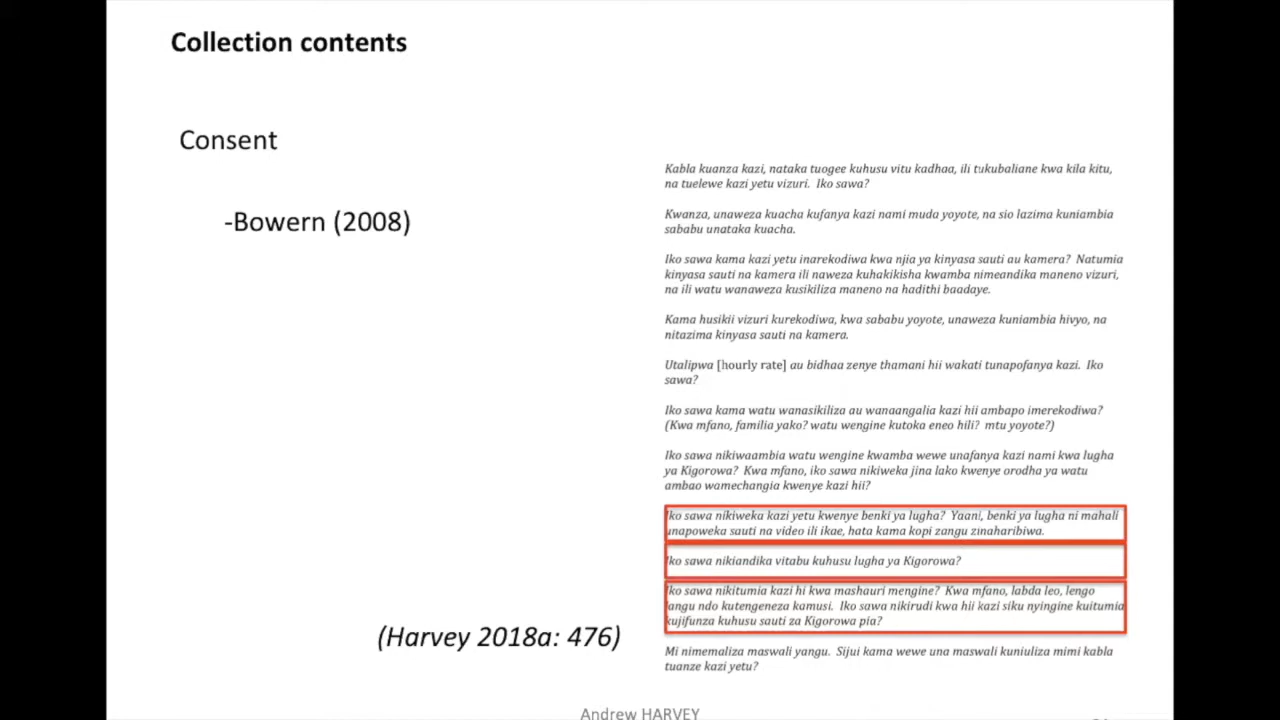 Collection contents
Consent
-Bowern (2008)
Kabla kuanza kazi, nataka tuogee kuhusu vitu kadhaa, ili tukubaliane kwa kila kitu,
na tuelewe kazi yetu vizuri. Iko sawa?
Kwanza, unaweza kuacha kufanya kazi nami muda yoyote, na sio lazima kuniambia
sababu unataka kuacha.
Iko sawa kama kazi yetu inarekodiwa kwa njia ya kinyasa sauti au kamera? Natumia
kinyasa sauti na kamera ili naweza kuhakikisha kwamba nimeandika maneno vizuri,
na ili watu wanaweza kusikiliza maneno na hadithi baadaye.
Kama husikii vizuri kurekodiwa, kwa sababu yoyote, unaweza kuniambia hivyo, na
nitazima kinyasa sauti na kamera.
Utalipwa [hourly rate] au bidhaa zenye thamani hii wakati tunapofanya kazi. Iko
sawa?
Iko sawa kama watu wanasikiliza au wanaangalia kazi hii ambapo imerekodiwa?
(Kwa mfano, familia yako? watu wengine kutoka eneo hili? mtu yoyote?)
Iko sawa nikiwaambia watu wengine kwamba wewe unafanya kazi nami kwa lugha
ya Kigorowa? Kwa mfano, iko sawa nikiweka jina lako kwenye orodha ya watu
ambao wamechangia kwenye kazi hii?
Iko sawa nikiweka kazi yetu kwenye benki ya lugha? Yaani, benki ya lugha ni mahali
unapoweka sauti na video ili ikae, hata kama kopi zangu zinaharibiwa.
Iko sawa nikiandika vitabu kuhusu lugha ya Kigorowa?
Iko sawa nikitumia kazi hi kwa mashauri mengine? Kwa mfano, labda leo, lengo
langu ndo kutengeneza kamusi. Iko sawa nikirudi kwa hii kazi siku nyingine kuitumia
kujifunza kuhusu sauti za Kigorowa pia?
Mi nimemaliza maswali yangu. Sijui kama wewe una maswali kuniuliza mimi kabla
tuanze kazi yetu?
(Harvey 2018a: 476)
Andrew HARVEY